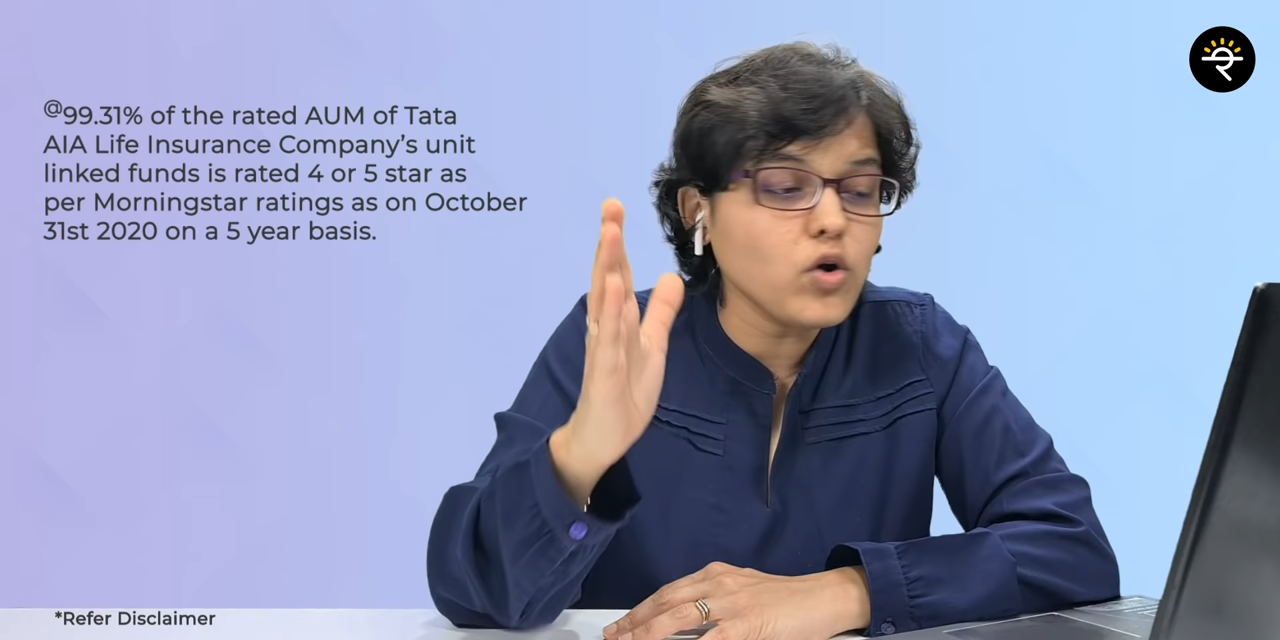 @99.31% of the rated AUM of Tata
AIA Life Insurance Company’s unit
linked funds is rated 4 or 5 star as
per Morningstar ratings as on October
31st 2020 on a 5 year basis.
*Refer Disclaimer